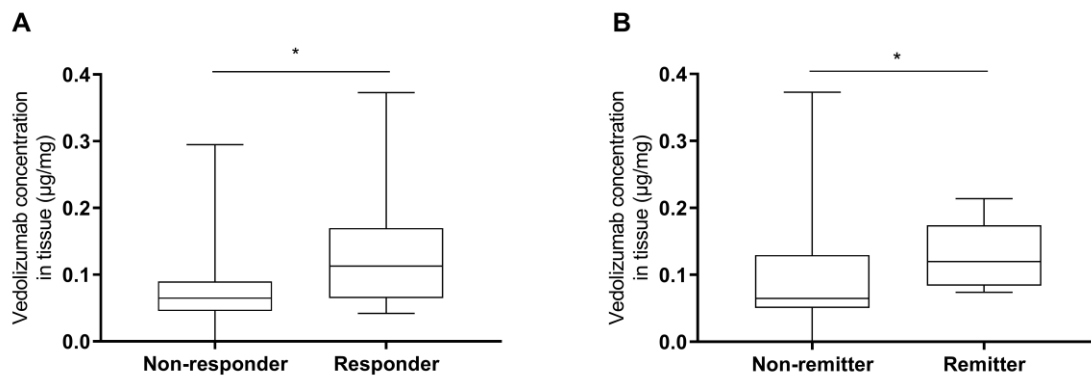 A
*
Vedolizumab concentration
in tissue (µg/mg)
0.4
0.3
0.2
0.1
0.0
Non-responder
Responder
B
*
Vedolizumab concentration
in tissue (µg/mg)
0.4
0.3
0.2
0.1
0.0
Non-remitter
Remitter